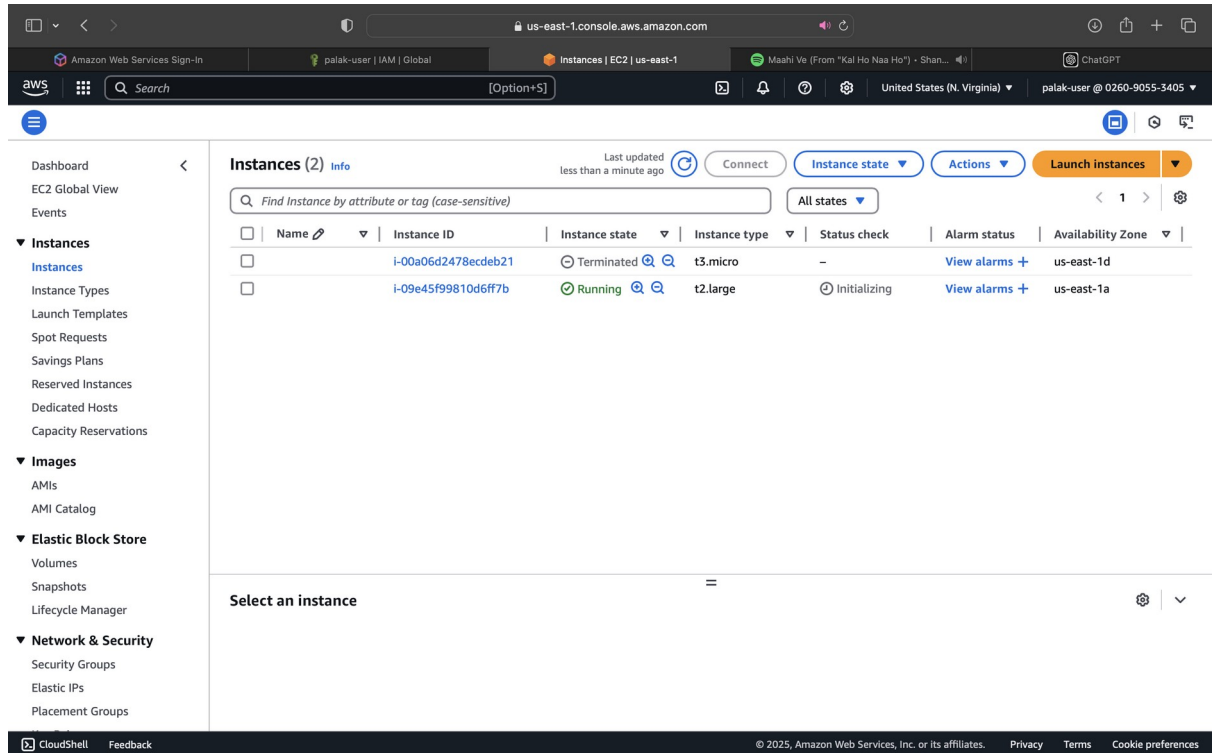 us-east-1.console.aws.amazon.com
Amazon Web Services Sign-In
palak-user | IAM | Global
Instances | EC2 | us-east-1
Maahi Ve (From "Kal Ho Naa Ho") • Shan...
ChatGPT
aws
Search
[Option+S]
United States (N. Virginia)
palak-user @ 0260-9055-3405
Dashboard
EC2 Global View
Events
Instances
Instances
Instance Types
Launch Templates
Spot Requests
Savings Plans
Reserved Instances
Dedicated Hosts
Capacity Reservations
Images
AMIs
AMI Catalog
Elastic Block Store
Volumes
Snapshots
Lifecycle Manager
Network & Security
Security Groups
Elastic IPs
Placement Groups
Instances (2) Info
Last updated
less than a minute ago
Connect
Instance state
Actions
Launch instances
Find Instance by attribute or tag (case-sensitive)
All states
1
Name Instance ID Instance state Instance type Status check Alarm status Availability Zone
i-00a06d2478ecdeb21 Terminated t3.micro – View alarms + us-east-1d
i-09e45f99810d6ff7b Running t2.large Initializing View alarms + us-east-1a
Select an instance
CloudShell Feedback
© 2025, Amazon Web Services, Inc. or its affiliates. Privacy Terms Cookie preferences